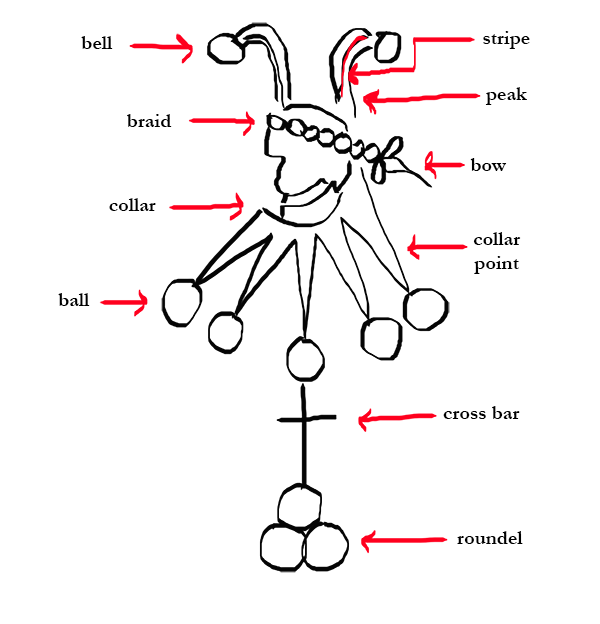 bell
stripe
peak
braid
bow
collar
collar
point
ball
cross bar
roundel